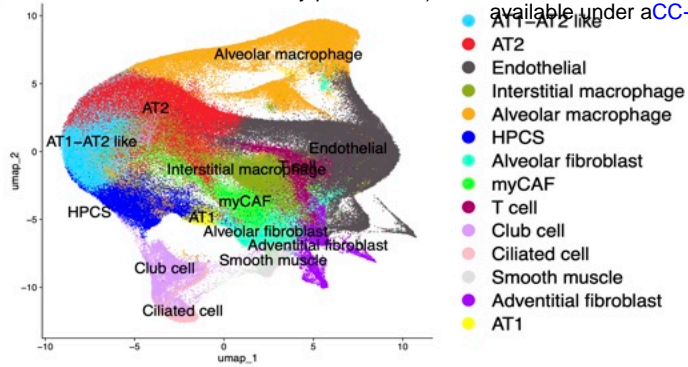 available under aCC-
10
5
0
−5
−10
umap_2
−10
−5
0
5
10
umap_1
Alveolar macrophage
AT2
AT1−AT2 like
Endothelial
Interstitial macrophage
T cell
HPCS
myCAF
AT1
Alveolar fibroblast
Adventitial fibroblast
Smooth muscle
Club cell
Ciliated cell
AT1−AT2 like
AT2
Endothelial
Interstitial macrophage
Alveolar macrophage
HPCS
Alveolar fibroblast
myCAF
T cell
Club cell
Ciliated cell
Smooth muscle
Adventitial fibroblast
AT1